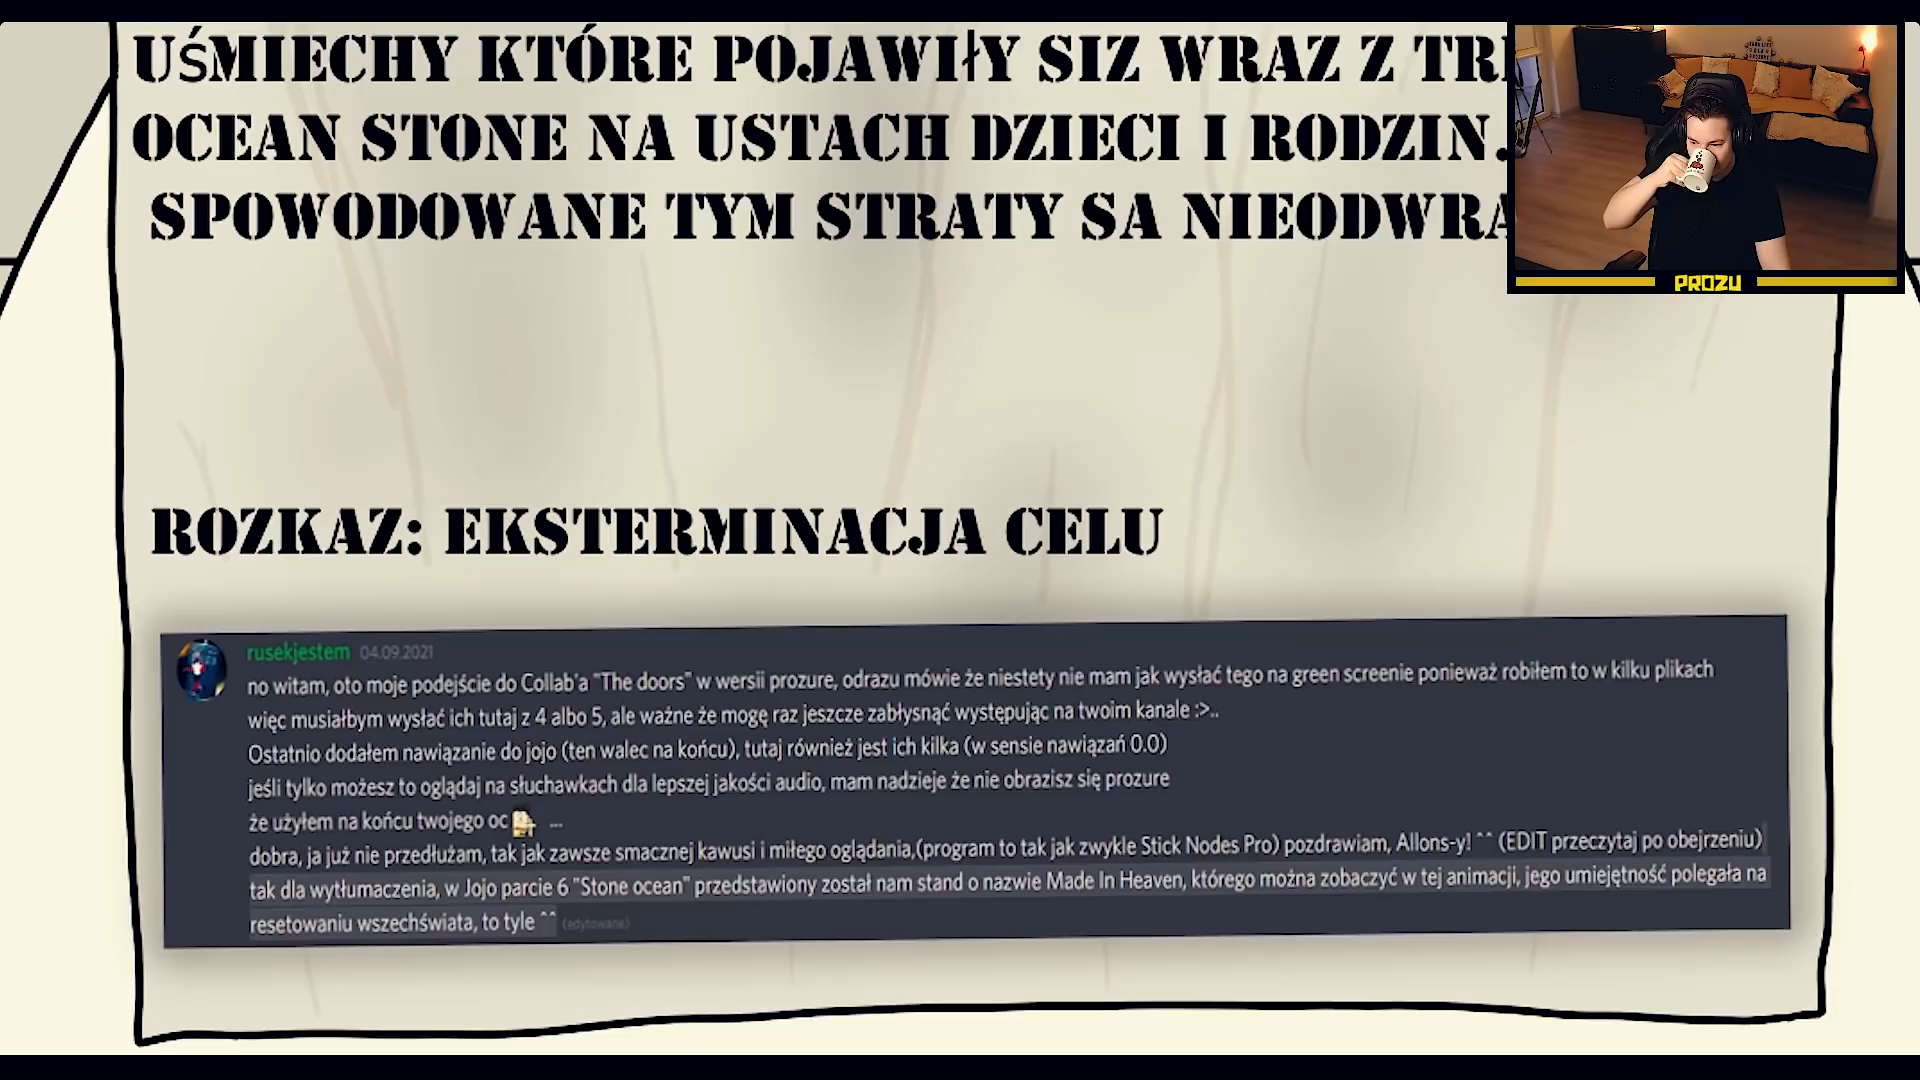 UŚMIECHY KTÓRE POJAWIŁY SIZ WRAZ Z
OCEAN STONE NA USTACH DZIECI I RODZIN.
SPOWODOWANE TYM STRATY SA
PROZU
ROZKAZ: EKSTERMINACJA CELU
rusekjestem 04.09.2021
no witam, oto moje podejście do Collab'a "The doors" w wersii prozure, odrazu mówie że niestety nie mam jak wysłać tego na green screenie ponieważ robiłem to w kilku plikach
więc musiałbym wysłać ich tutaj z 4 albo 5, ale ważne że mogę raz jeszcze zabłysnąć występując na twoim kanale :>..
Ostatnio dodałem nawiązanie do jojo (ten walec na końcu), tutaj również jest ich kilka (w sensie nawiązań 0.0)
jeśli tylko możesz to oglądaj na słuchawkach dla lepszej jakości audio, mam nadzieje że nie obrazisz się prozure
że użyłem na końcu twojego oc ...
dobra, ja już nie przedłużam, tak jak zawsze smacznej kawusi i miłego oglądania,(program to tak jak zwykle Stick Nodes Pro) pozdrawiam, Allons-y! ^^ (EDIT przeczytaj po obejrzeniu)
tak dla wytłumaczenia, w Jojo parcie 6 "Stone ocean" przedstawiony został nam stand o nazwie Made In Heaven, którego można zobaczyć w tej animacji, jego umiejętność polegała na
resetowaniu wszechświata, to tyle ^^ (edytowane)